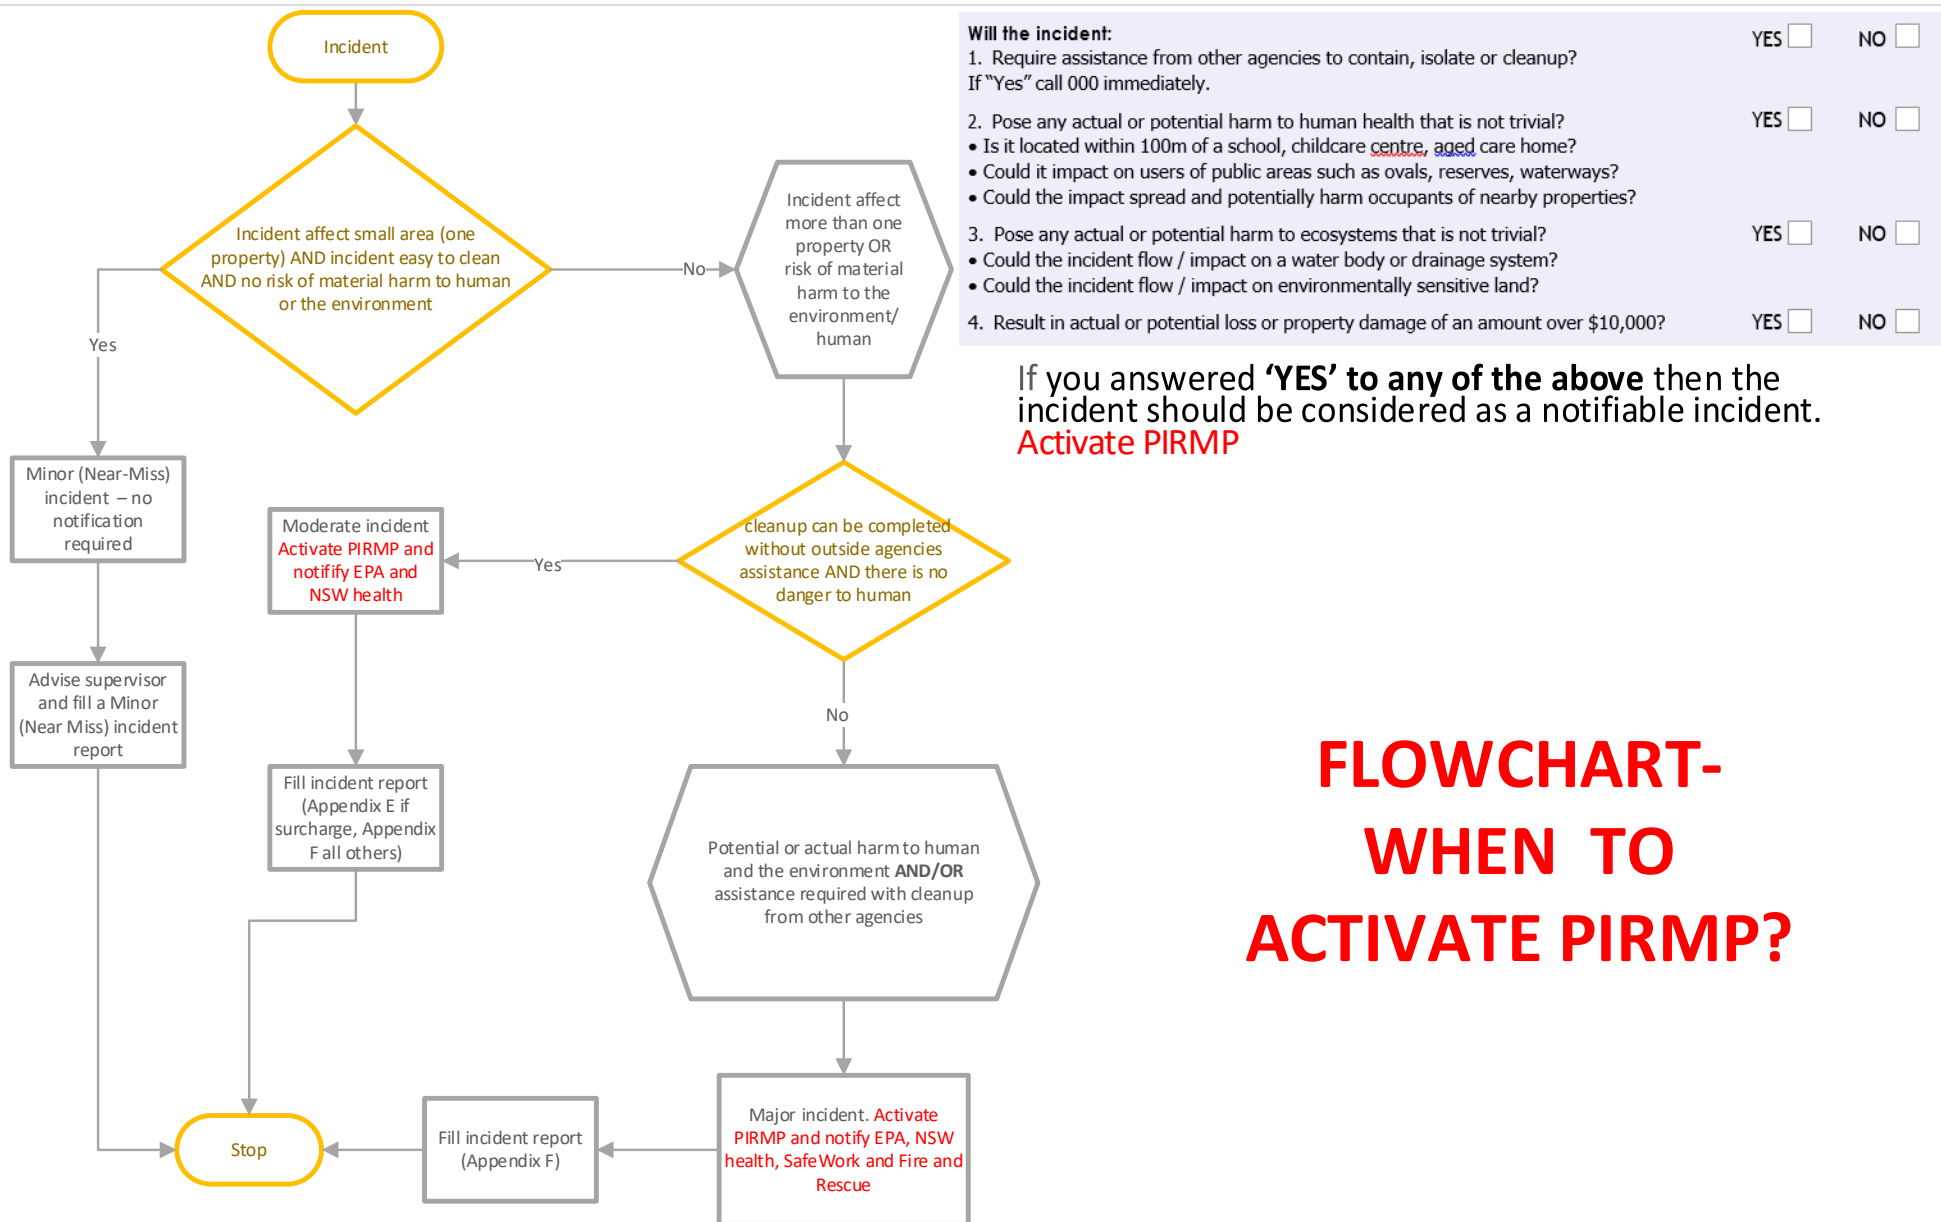 Incident
Incident affect small area (one
property) AND incident easy to clean
AND no risk of material harm to human
or the environment
Yes
No
Incident affect
more than one
property OR
risk of material
harm to the
environment/
human
Minor (Near-Miss)
incident – no
notification
required
Advise supervisor
and fill a Minor
(Near Miss) incident
report
cleanup can be completed
without outside agencies
assistance AND there is no
danger to human
Yes
No
Moderate incident
Activate PIRMP and
notifify EPA and
NSW health
Fill incident report
(Appendix E if
surcharge, Appendix
F all others)
Potential or actual harm to human
and the environment AND/OR
assistance required with cleanup
from other agencies
Major incident. Activate
PIRMP and notify EPA, NSW
health, SafeWork and Fire and
Rescue
Fill incident report
(Appendix F)
Stop
Will the incident:
1. Require assistance from other agencies to contain, isolate or cleanup? YES NO
If “Yes” call 000 immediately.
2. Pose any actual or potential harm to human health that is not trivial? YES NO
• Is it located within 100m of a school, childcare centre, aged care home?
• Could it impact on users of public areas such as ovals, reserves, waterways?
• Could the impact spread and potentially harm occupants of nearby properties?
3. Pose any actual or potential harm to ecosystems that is not trivial? YES NO
• Could the incident flow / impact on a water body or drainage system?
• Could the incident flow / impact on environmentally sensitive land?
4. Result in actual or potential loss or property damage of an amount over $10,000? YES NO
If you answered ‘YES’ to any of the above then the
incident should be considered as a notifiable incident.
Activate PIRMP
FLOWCHART-
WHEN TO
ACTIVATE PIRMP?